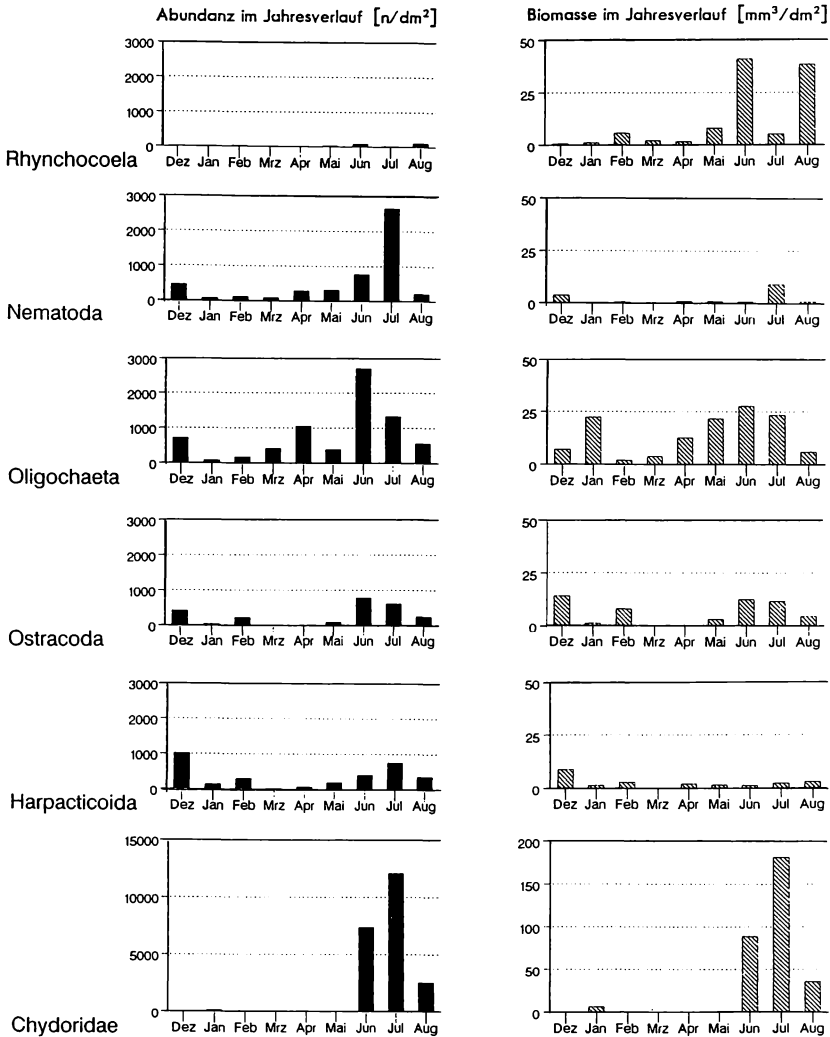 Abundanz im Jahresverlauf [n/dm²]
Biomasse im Jahresverlauf [mm³/dm²]
3000
2000
1000
0
Dez Jan Feb Mrz Apr Mai Jun Jul Aug
50
25
0
Dez Jan Feb Mrz Apr Mai Jun Jul Aug
Rhynchocoela
3000
2000
1000
0
Dez Jan Feb Mrz Apr Mai Jun Jul Aug
50
25
0
Dez Jan Feb Mrz Apr Mai Jun Jul Aug
Nematoda
3000
2000
1000
0
Dez Jan Feb Mrz Apr Mai Jun Jul Aug
50
25
0
Dez Jan Feb Mrz Apr Mai Jun Jul Aug
Oligochaeta
3000
2000
1000
0
Dez Jan Feb Mrz Apr Mai Jun Jul Aug
50
25
0
Dez Jan Feb Mrz Apr Mai Jun Jul Aug
Ostracoda
3000
2000
1000
0
Dez Jan Feb Mrz Apr Mai Jun Jul Aug
50
25
0
Dez Jan Feb Mrz Apr Mai Jun Jul Aug
Harpacticoida
15000
10000
5000
0
Dez Jan Feb Mrz Apr Mai Jun Jul Aug
200
150
100
50
0
Dez Jan Feb Mrz Apr Mai Jun Jul Aug
Chydoridae